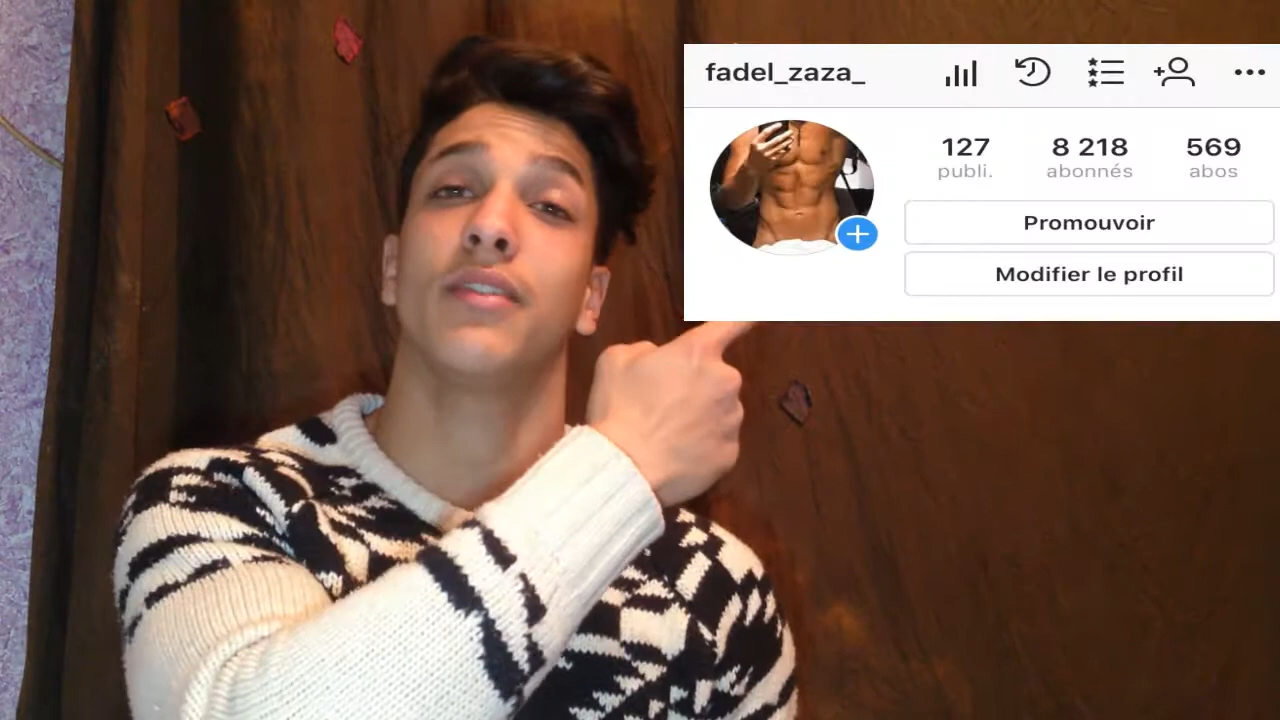 fadel_zaza_
127 8 218 569
publi. abonnés abos
Promouvoir
Modifier le profil